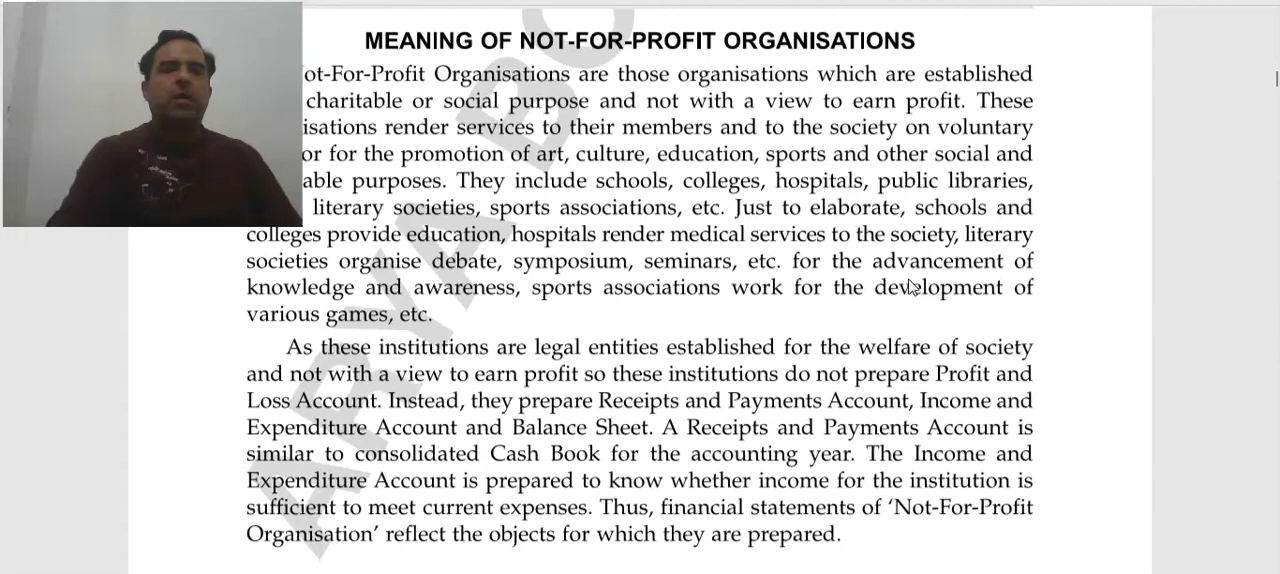 MEANING OF NOT-FOR-PROFIT ORGANISATIONS
ot-For-Profit Organisations are those organisations which are established
charitable or social purpose and not with a view to earn profit. These
isations render services to their members and to the society on voluntary
or for the promotion of art, culture, education, sports and other social and
able purposes. They include schools, colleges, hospitals, public libraries,
literary societies, sports associations, etc. Just to elaborate, schools and
colleges provide education, hospitals render medical services to the society, literary
societies organise debate, symposium, seminars, etc. for the advancement of
knowledge and awareness, sports associations work for the development of
various games, etc.
As these institutions are legal entities established for the welfare of society
and not with a view to earn profit so these institutions do not prepare Profit and
Loss Account. Instead, they prepare Receipts and Payments Account, Income and
Expenditure Account and Balance Sheet. A Receipts and Payments Account is
similar to consolidated Cash Book for the accounting year. The Income and
Expenditure Account is prepared to know whether income for the institution is
sufficient to meet current expenses. Thus, financial statements of ‘Not-For-Profit
Organisation’ reflect the objects for which they are prepared.
ARYA BO